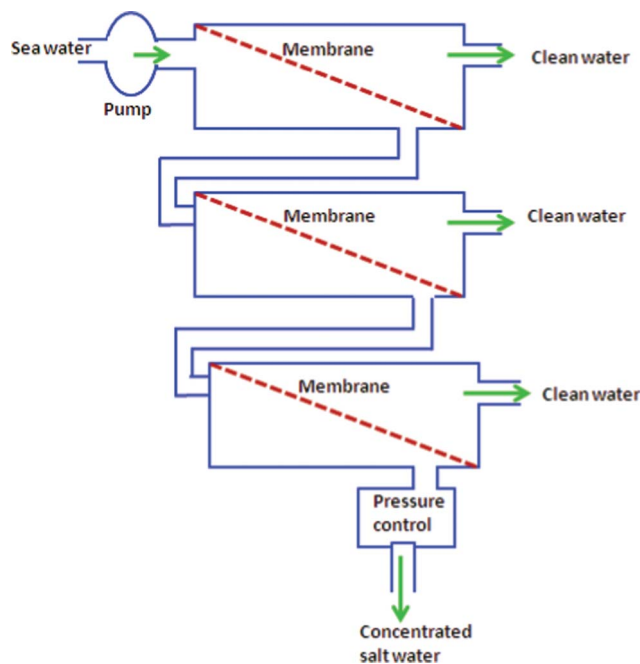 Sea water
Pump
Membrane
Clean water
Membrane
Clean water
Membrane
Clean water
Pressure
control
Concentrated
salt water